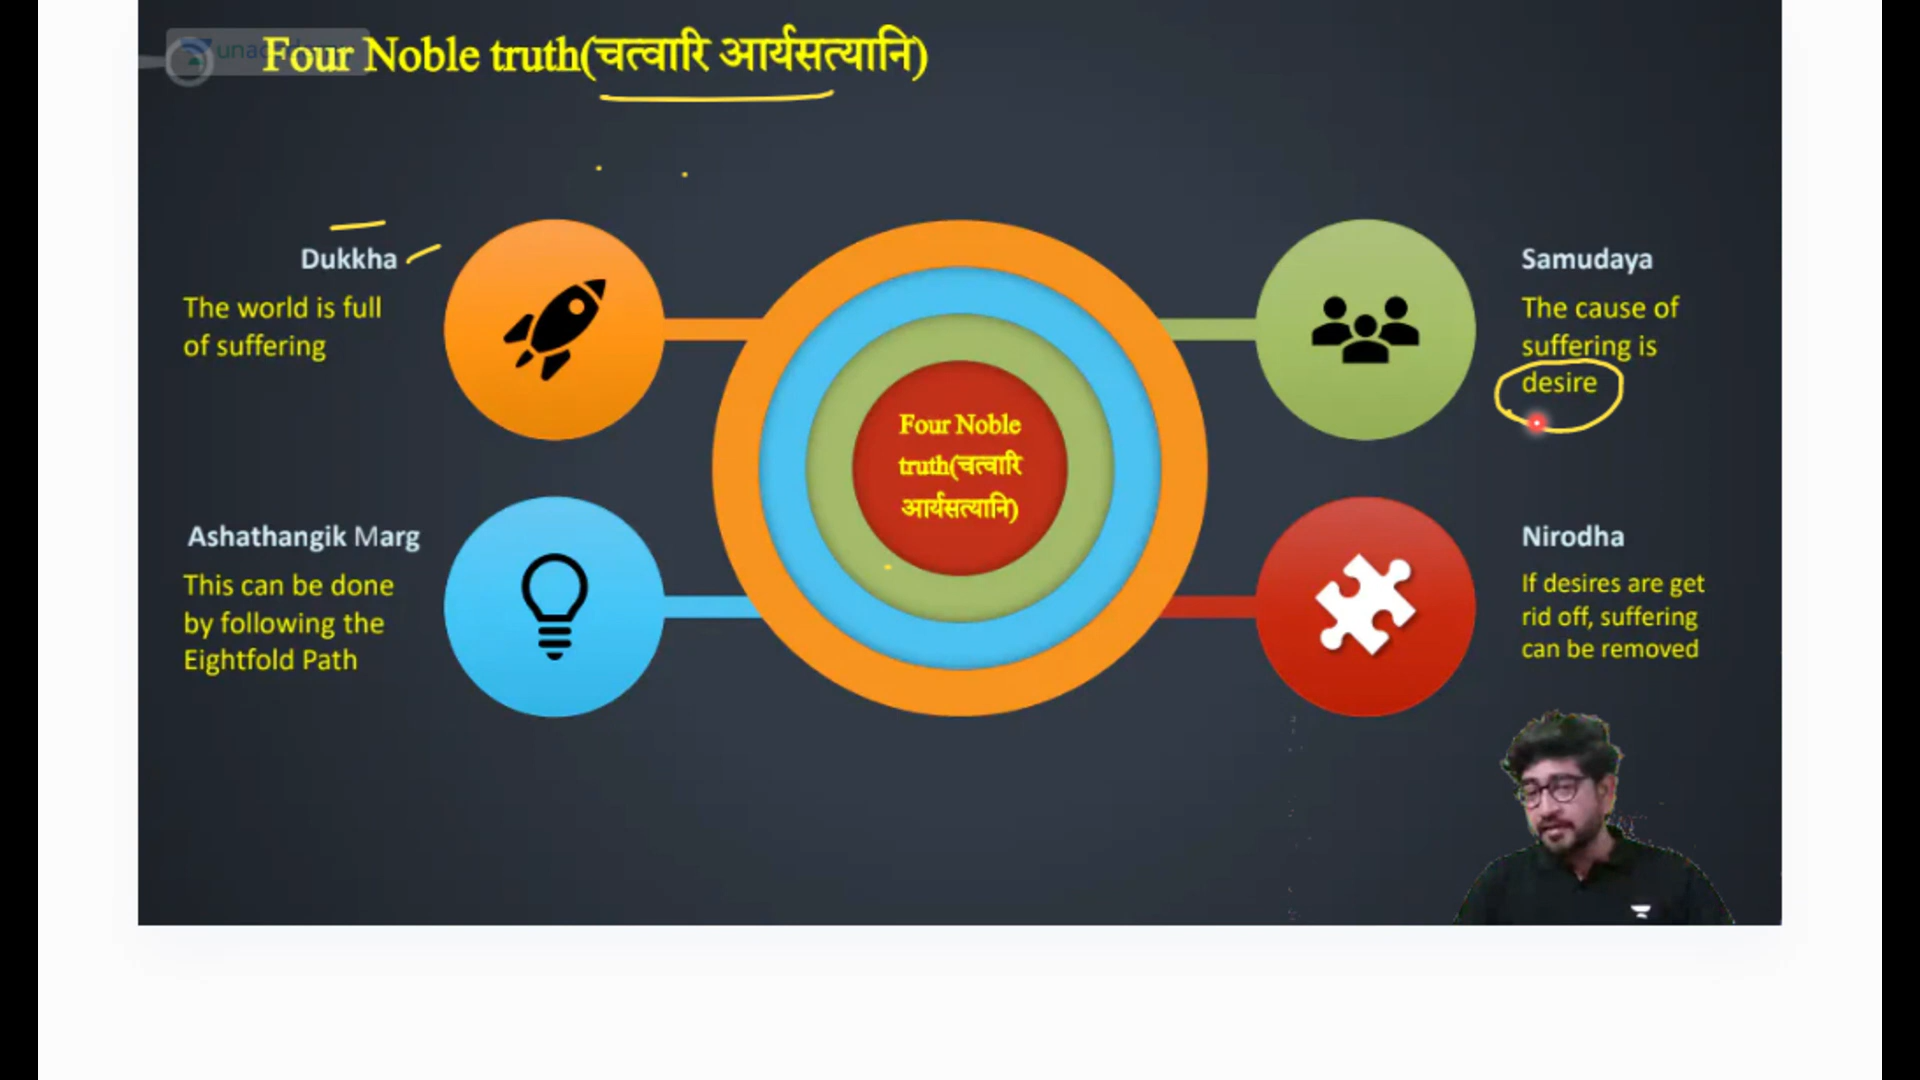 Four Noble truth(चत्वारि आर्यसत्यानि)
Dukkha
The world is full
of suffering
Samudaya
The cause of
suffering is
desire
Four Noble
truth(चत्वारि
आर्यसत्यानि)
Ashathangik Marg
This can be done
by following the
Eightfold Path
Nirodha
If desires are get
rid off, suffering
can be removed